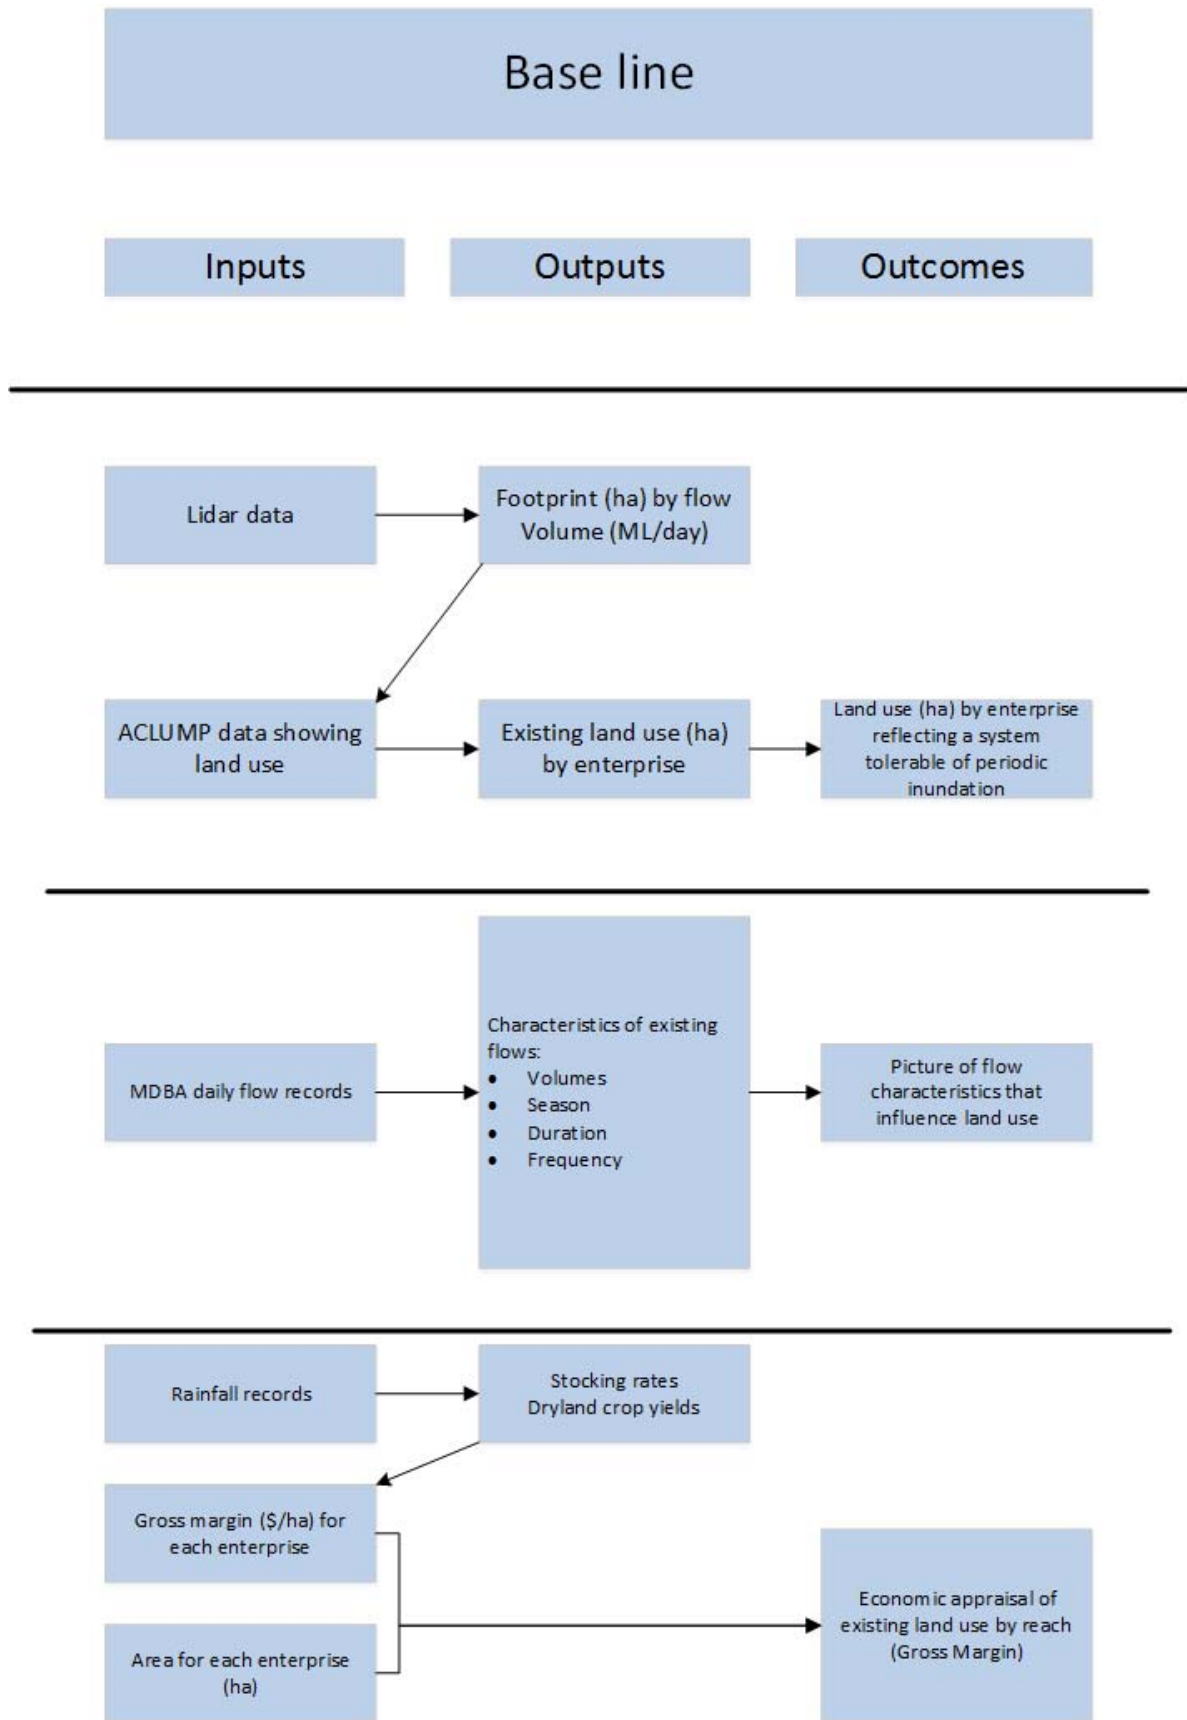 Base line
Inputs
Outputs
Outcomes
Lidar data
Footprint (ha) by flow
Volume (ML/day)
ACLUMP data showing
land use
Existing land use (ha)
by enterprise
Land use (ha) by enterprise
reflecting a system
tolerable of periodic
inundation
MDBA daily flow records
Characteristics of existing
flows:
• Volumes
• Season
• Duration
• Frequency
Picture of flow
characteristics that
influence land use
Rainfall records
Stocking rates
Dryland crop yields
Gross margin ($/ha) for
each enterprise
Area for each enterprise
(ha)
Economic appraisal of
existing land use by reach
(Gross Margin)